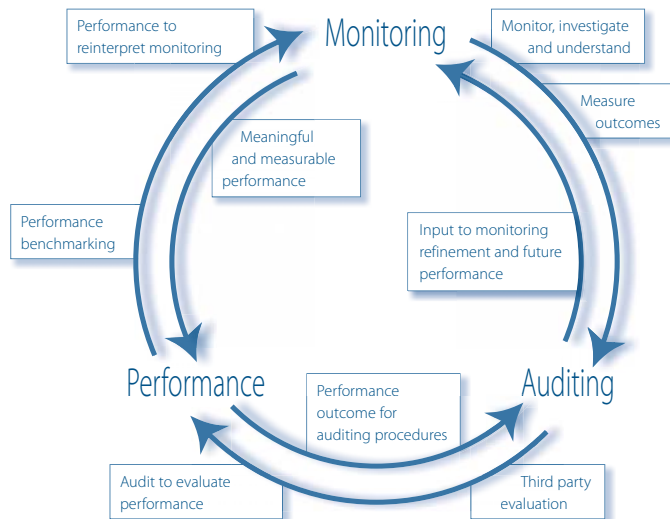 Performance to
reinterpret monitoring
Monitoring
Monitor, investigate
and understand
Measure
outcomes
Meaningful
and measurable
performance
Performance
benchmarking
Input to monitoring
refinement and future
performance
Performance
Auditing
Performance
outcome for
auditing procedures
Audit to evaluate
performance
Third party
evaluation